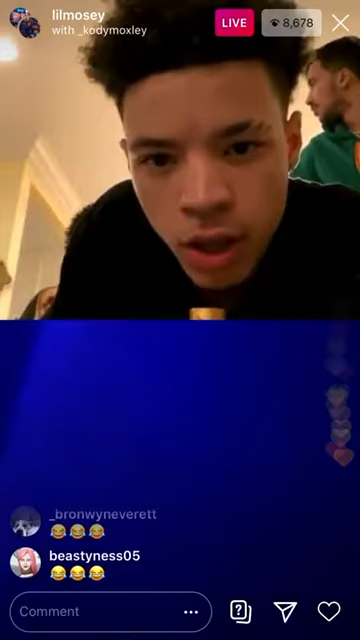 lilmosey
with _kodymoxley
LIVE
8,678
_bronwyneverett
😂😂😂
beastyness05
😂😂😂
Comment